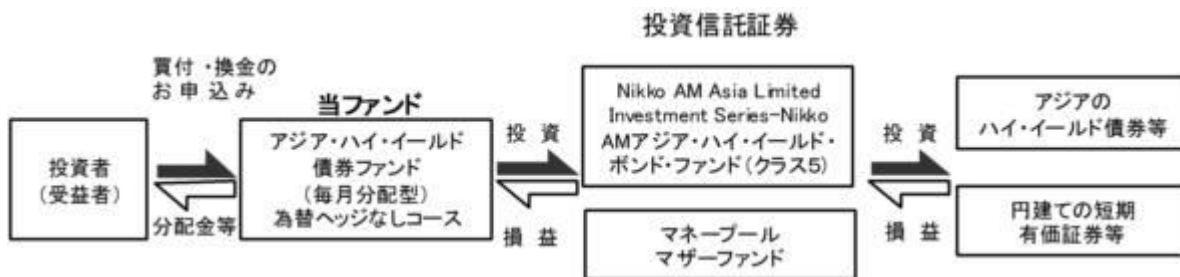 投資信託証券
買付・換金の
お申込み
当ファンド
投資者
(受益者)
分配金等
アジア・ハイ・イールド
債券ファンド
(毎月分配型)
為替ヘッジなしコース
投資
損益
Nikko AM Asia Limited
Investment Series-Nikko
AMアジア・ハイ・イールド・
ボンド・ファンド(クラス5)
マネープール
マザーファンド
投資
損益
アジアの
ハイ・イールド債券等
円建ての短期
有価証券等